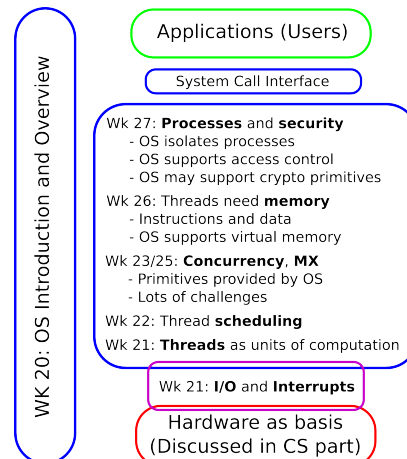 WK 20: OS Introduction and Overview
Applications (Users)
System Call Interface
Wk 27: Processes and security
- OS isolates processes
- OS supports access control
- OS may support crypto primitives
Wk 26: Threads need memory
- Instructions and data
- OS supports virtual memory
Wk 23/25: Concurrency, MX
- Primitives provided by OS
- Lots of challenges
Wk 22: Thread scheduling
Wk 21: Threads as units of computation
Wk 21: I/O and Interrupts
Hardware as basis
(Discussed in CS part)